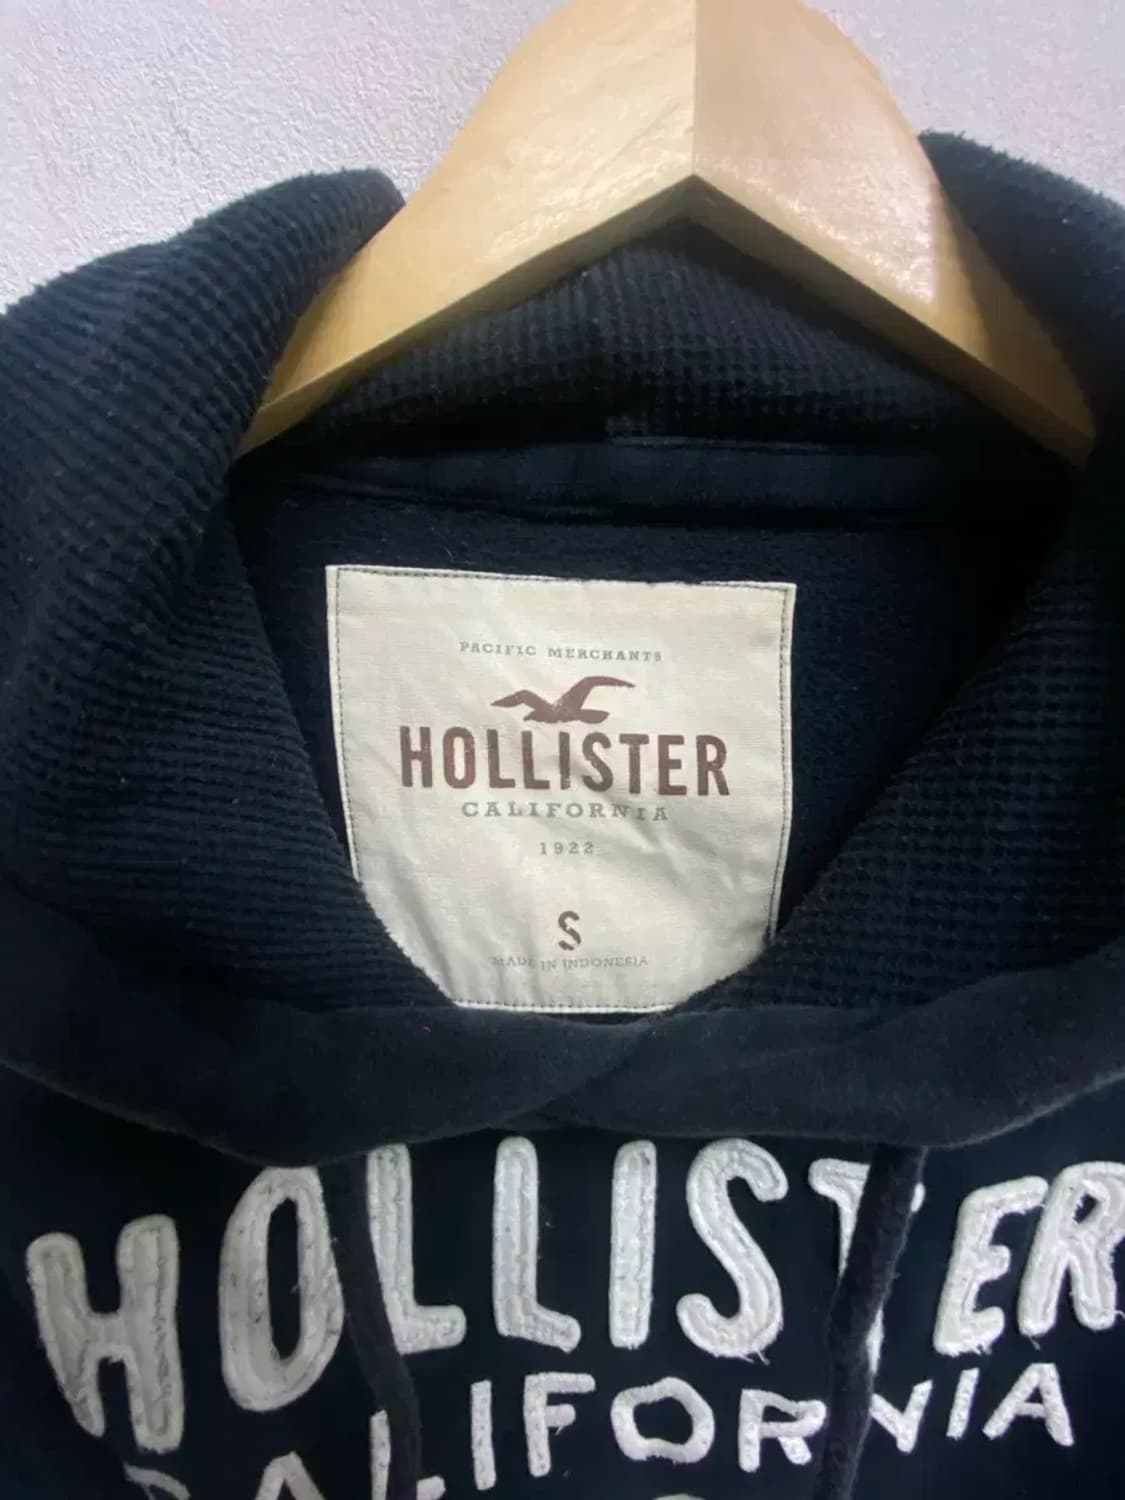 PACIFIC MERCHANTS
HOLLISTER
CALIFORNIA
1922
S
MADE IN INDONESIA
HOLLISTER
CALIFORNIA